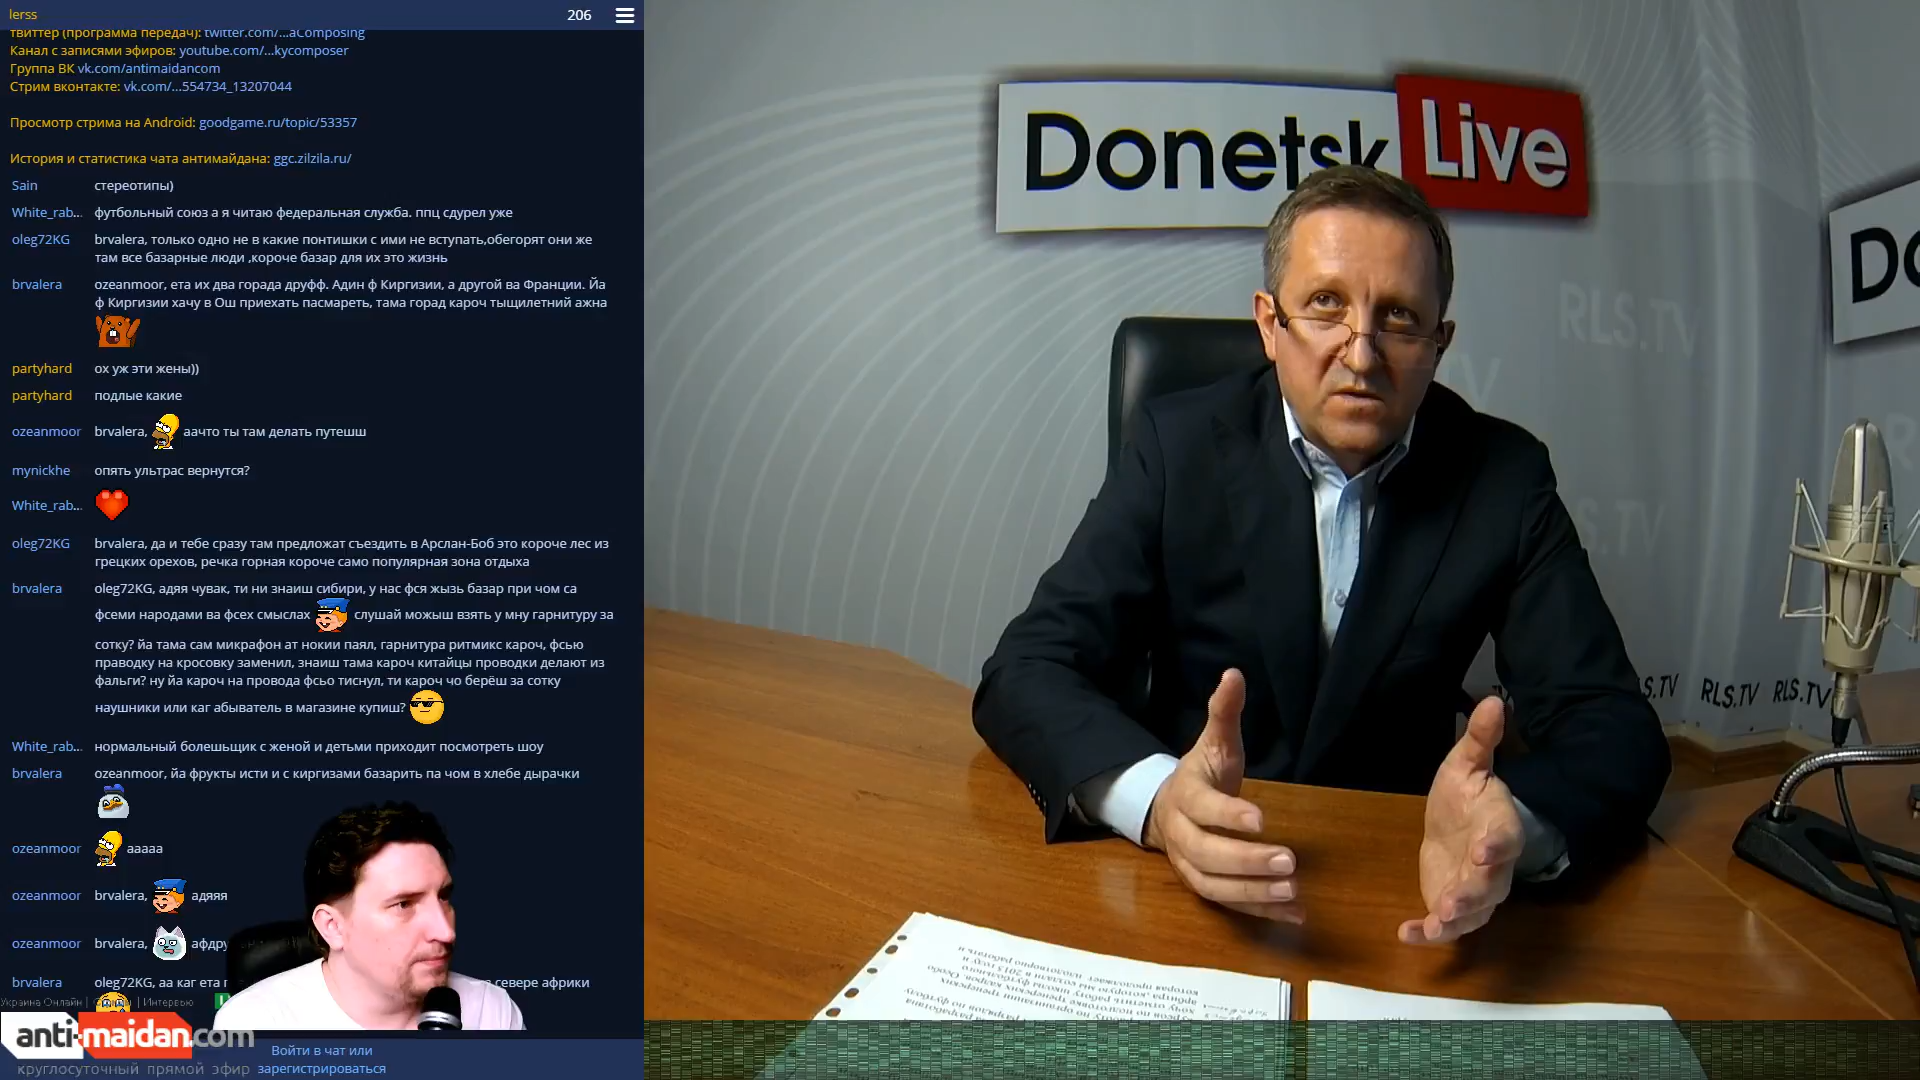 lerss
206
твиттер (программа передач): twitter.com/...aComposing
Канал с записями эфиров: youtube.com/...kycomposer
Группа ВК vk.com/antimaidancom
Стрим вконтакте: vk.com/...554734_13207044
Просмотр стрима на Android: goodgame.ru/topic/53357
История и статистика чата антимайдана: ggc.zilzila.ru/
Sain стереотипы)
White_rab... футбольный союз а я читаю федеральная служба. ппц сдурел уже
oleg72KG brvalera, только одно не в какие понтишки с ими не вступать,обегорят они же
там все базарные люди ,короче базар для их это жизнь
brvalera ozeanmoor, ета их два горада друфф. Адин ф Киргизии, а другой ва Франции. Йа
ф Киргизии хачу в Ош приехать пасмареть, тама горад кароч тыщилетний ажна
partyhard ох уж эти жены))
partyhard подлые какие
ozeanmoor brvalera, аачто ты там делать путешш
mynickhe опять ультрас вернутся?
White_rab...
oleg72KG brvalera, да и тебе сразу там предложат съездить в Арслан-Боб это короче лес из
грецких орехов, речка горная короче само популярная зона отдыха
brvalera oleg72KG, адяя чувак, ти ни знаиш сибири, у нас фся жызь базар при чом са
фсеми народами ва фсех смыслах слушай можыш взять у мну гарнитуру за
сотку? йа тама сам микрафон ат нокии паял, гарнитура ритмикс кароч, фсью
праводку на кросовку заменил, знаиш тама кароч китайцы проводки делают из
фальги? ну йа кароч на провода фсьо тиснул, ти кароч чо берёш за сотку
наушники или каг абыватель в магазине купиш?
White_rab... нормальный болешьщик с женой и детьми приходит посмотреть шоу
brvalera ozeanmoor, йа фрукты исти и с киргизами базарить па чом в хлебе дырачки
ozeanmoor ааааа
ozeanmoor brvalera, адяяя
ozeanmoor brvalera, афдру
brvalera oleg72KG, аа каг ета севере африки
Украина Онлайн | Интервью
anti-maidan.com
круглосуточный прямой эфир
Войти в чат или
зарегистрироваться
Donetsk Live
Do
RLS.TV
RLS.TV RLS.TV